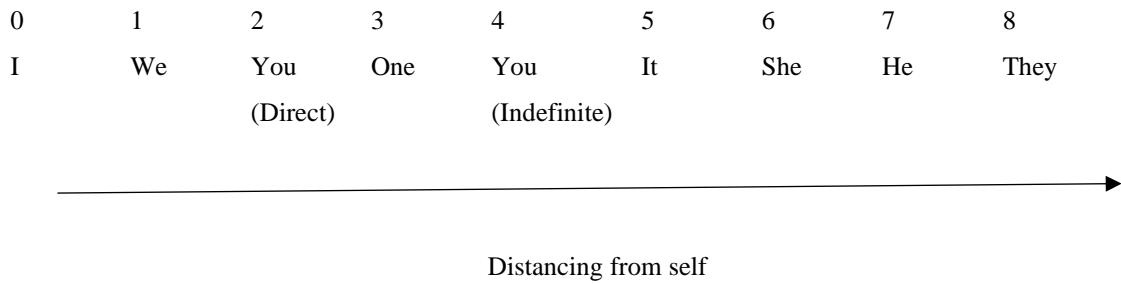 0 1 2 3 4 5 6 7 8
I We You One You It She He They
(Direct) (Indefinite)
Distancing from self